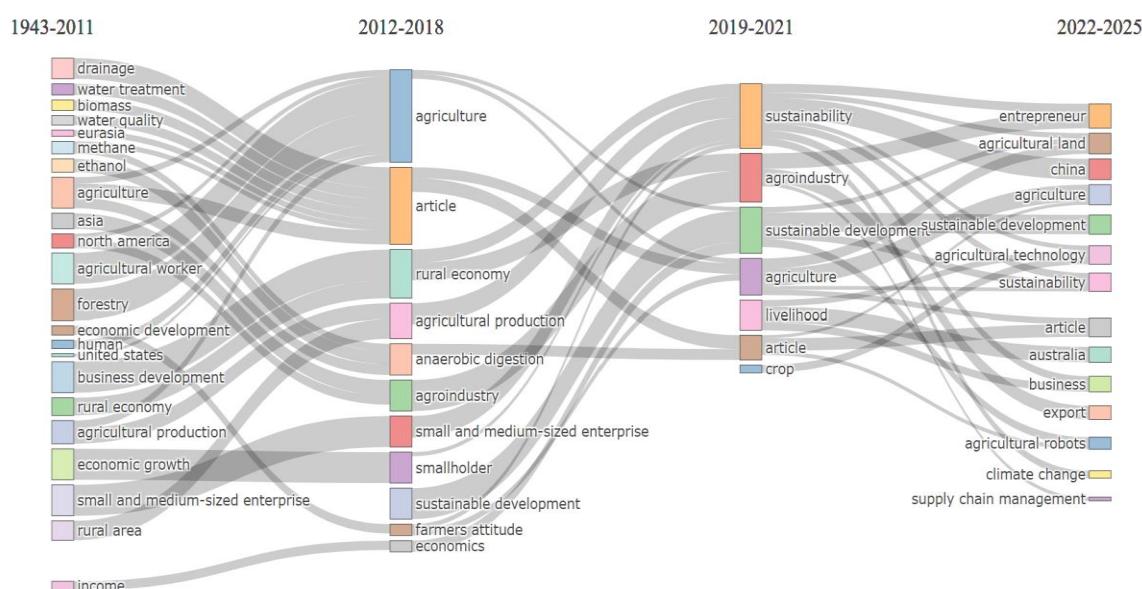 1943-2011
2012-2018
2019-2021
2022-2025
drainage
water treatment
biomass
water quality
eurasia
methane
ethanol
agriculture
asia
north america
agricultural worker
forestry
economic development
human
united states
business development
rural economy
agricultural production
economic growth
small and medium-sized enterprise
rural area
income
agriculture
article
rural economy
agricultural production
anaerobic digestion
agroindustry
small and medium-sized enterprise
smallholder
sustainable development
farmers attitude
economics
sustainability
agroindustry
sustainable development
agriculture
livelihood
article
crop
entrepreneur
agricultural land
china
agriculture
sustainable development
agricultural technology
sustainability
article
australia
business
export
agricultural robots
climate change
supply chain management